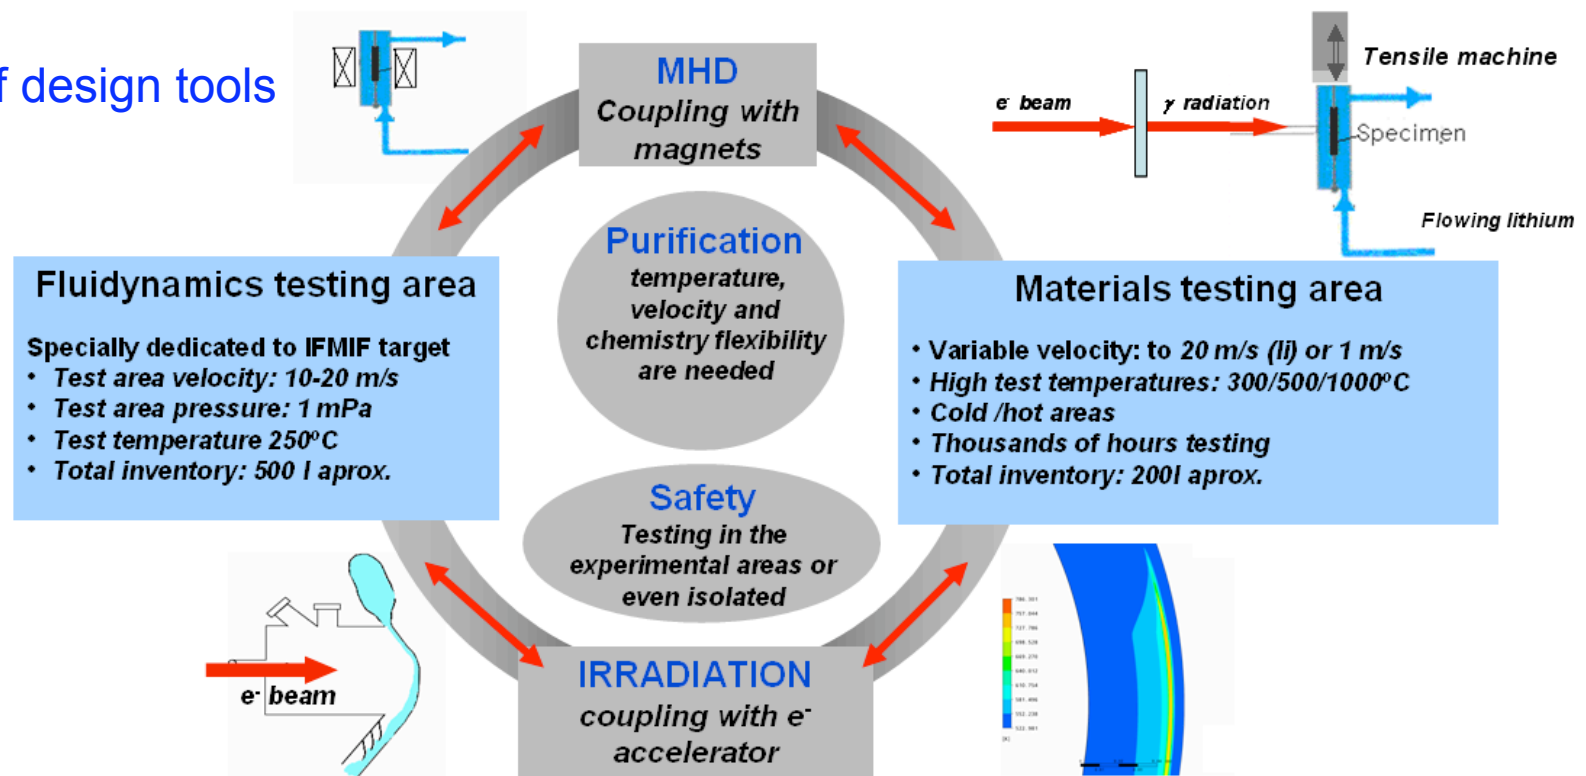 f design tools
MHD
Coupling with
magnets
Tensile machine
e⁻ beam
γ radiation
Specimen
Flowing lithium
Purification
temperature,
velocity and
chemistry flexibility
are needed
Fluidynamics testing area
Specially dedicated to IFMIF target
• Test area velocity: 10-20 m/s
• Test area pressure: 1 mPa
• Test temperature 250ºC
• Total inventory: 500 l aprox.
Materials testing area
• Variable velocity: to 20 m/s (li) or 1 m/s
• High test temperatures: 300/500/1000ºC
• Cold /hot areas
• Thousands of hours testing
• Total inventory: 200l aprox.
Safety
Testing in the
experimental areas or
even isolated
e⁻ beam
IRRADIATION
coupling with e⁻
accelerator